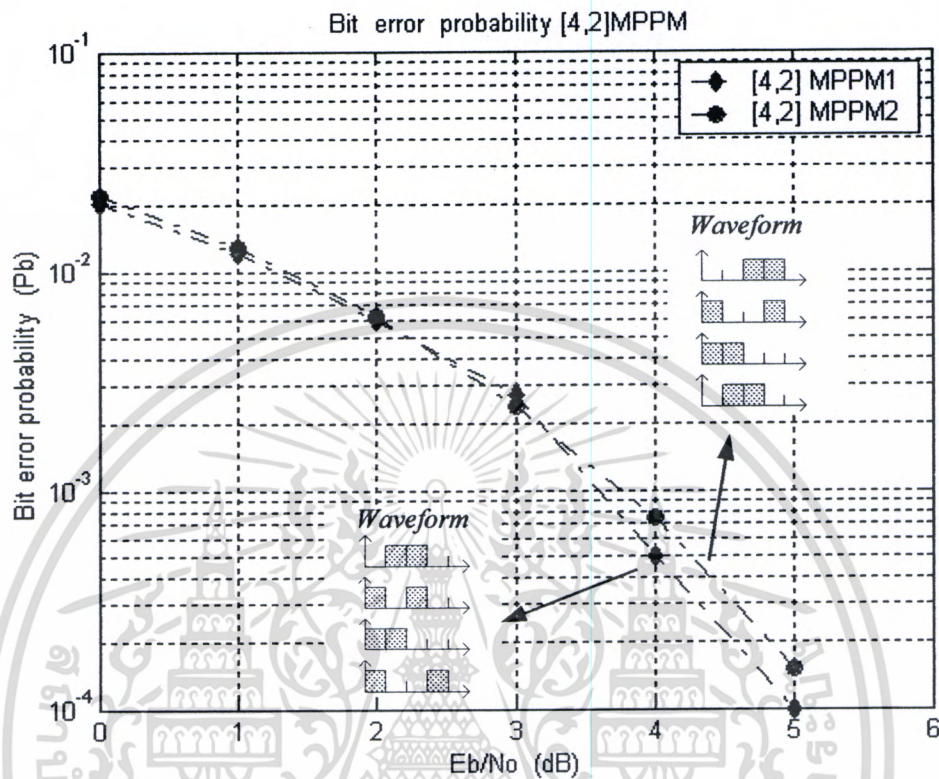 Bit error probability [4,2]MPPM
[4,2] MPPM1
[4,2] MPPM2
Bit error probability (Pb)
10-1
10-2
10-3
10-4
Waveform
Waveform
0 1 2 3 4 5 6
Eb/No (dB)